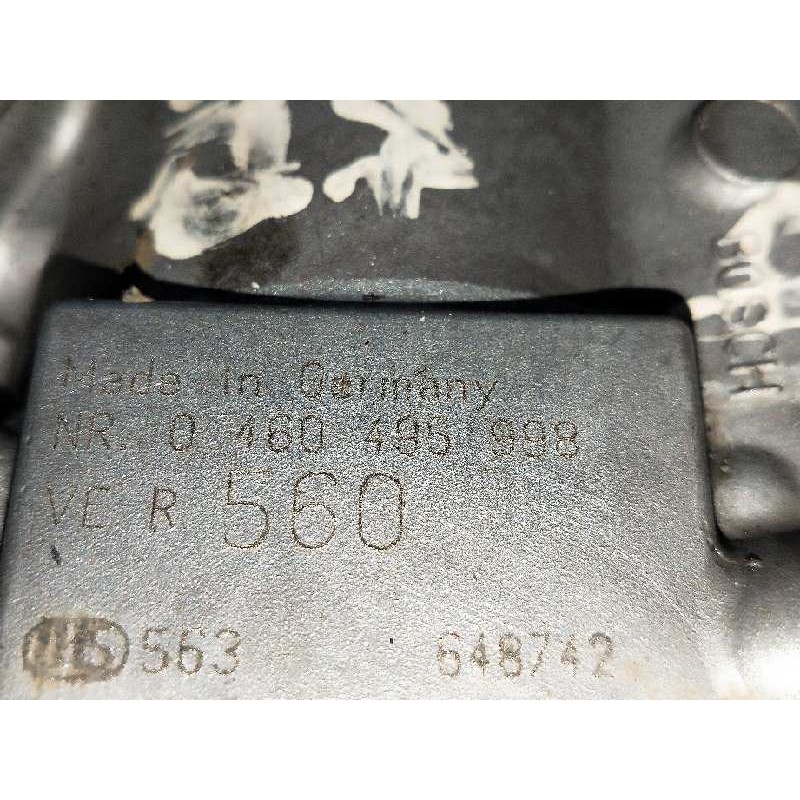 BOSCH
Made in Germany
NR. 0 460 495 998
VE R 560
563 648742